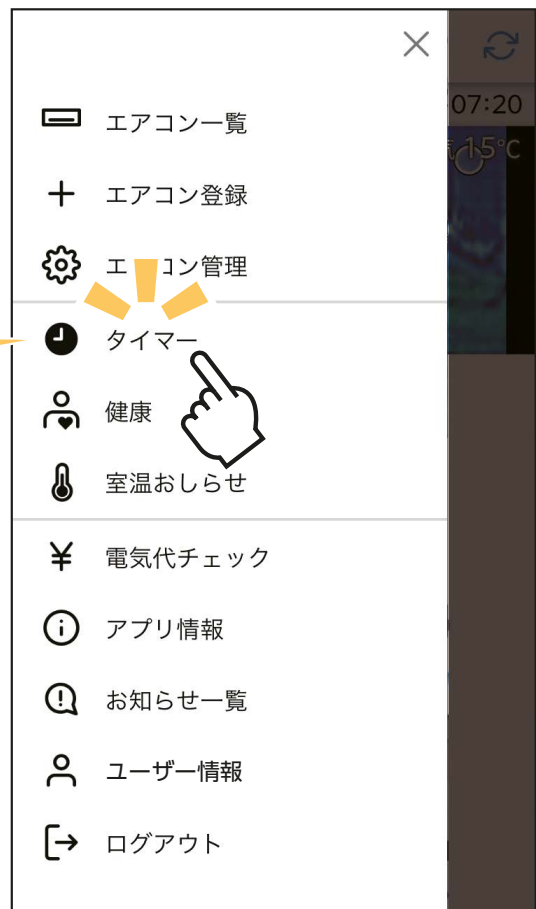 07:20
15℃
エアコン一覧
エアコン登録
コン管理
タイマー
健康
室温おしらせ
電気代チェック
アプリ情報
お知らせ一覧
ユーザー情報
ログアウト